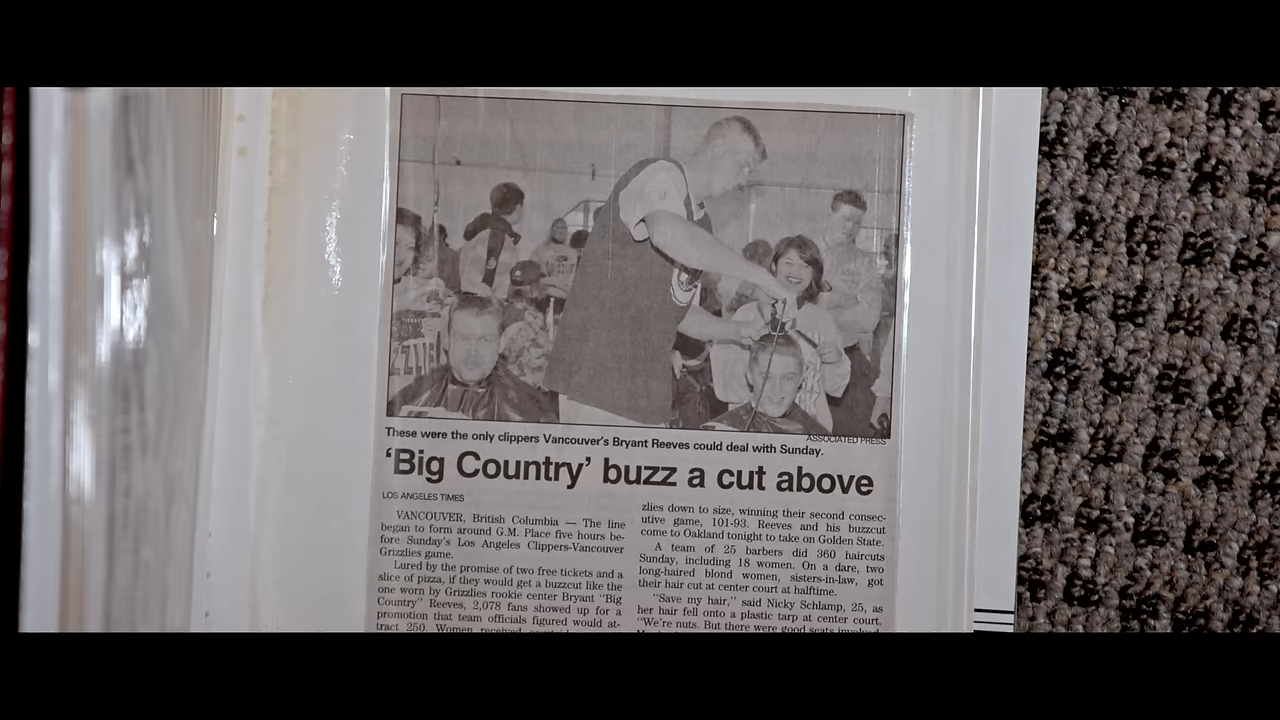 ASSOCIATED PRESS
These were the only clippers Vancouver's Bryant Reeves could deal with Sunday.
'Big Country' buzz a cut above
LOS ANGELES TIMES
VANCOUVER, British Columbia — The line
began to form around G.M. Place five hours be-
fore Sunday's Los Angeles Clippers-Vancouver
Grizzlies game.
Lured by the promise of two free tickets and a
slice of pizza, if they would get a buzzcut like the
one worn by Grizzlies rookie center Bryant "Big
Country" Reeves, 2,078 fans showed up for a
promotion that team officials figured would at-
tract 250. Women received
zlies down to size, winning their second consec-
utive game, 101-93. Reeves and his buzzcut
come to Oakland tonight to take on Golden State.
A team of 25 barbers did 360 haircuts
Sunday, including 18 women. On a dare, two
long-haired blond women, sisters-in-law, got
their hair cut at center court at halftime.
"Save my hair," said Nicky Schlamp, 25, as
her hair fell onto a plastic tarp at center court.
"We're nuts. But there were good seats involved